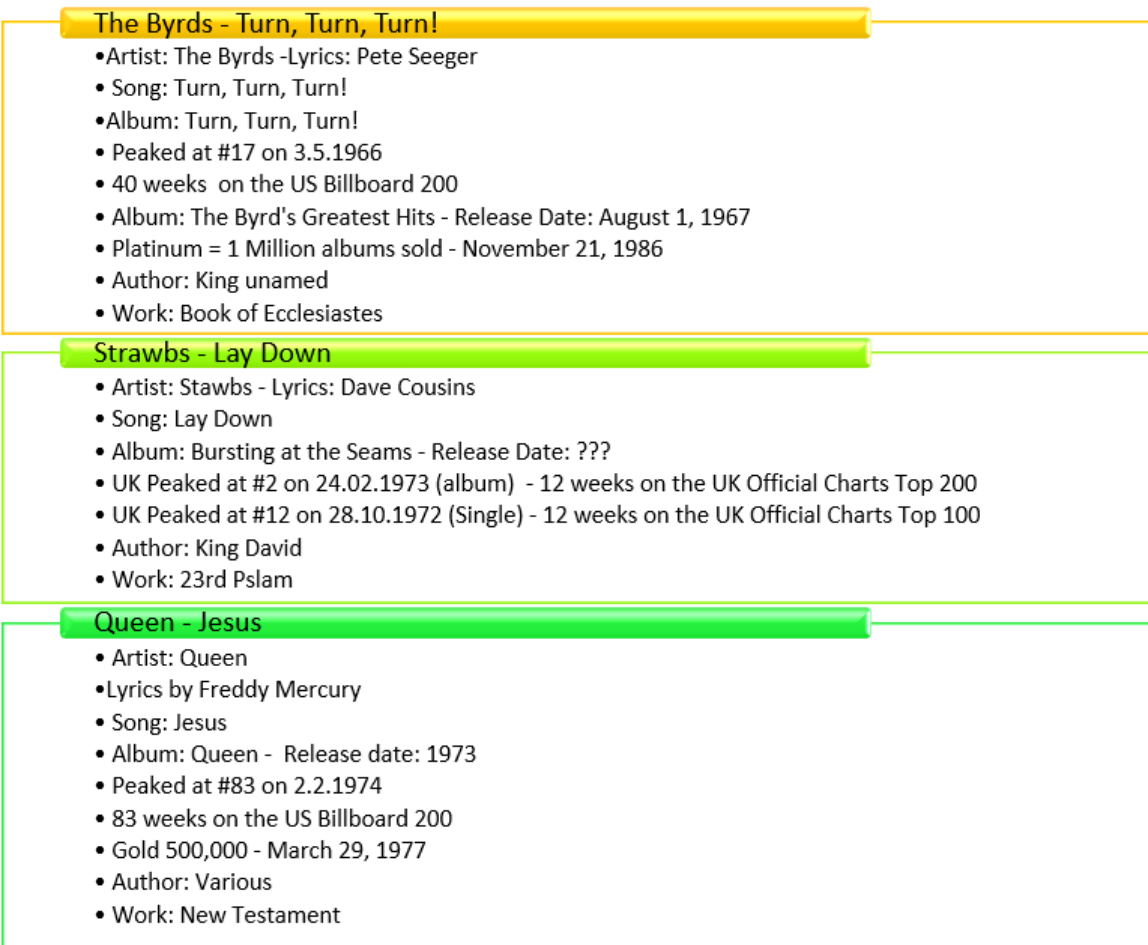 The Byrds - Turn, Turn, Turn!
•Artist: The Byrds -Lyrics: Pete Seeger
• Song: Turn, Turn, Turn!
•Album: Turn, Turn, Turn!
• Peaked at #17 on 3.5.1966
• 40 weeks  on the US Billboard 200
• Album: The Byrd's Greatest Hits - Release Date: August 1, 1967
• Platinum = 1 Million albums sold - November 21, 1986
• Author: King unamed
• Work: Book of Ecclesiastes
Strawbs - Lay Down
• Artist: Stawbs - Lyrics: Dave Cousins
• Song: Lay Down
• Album: Bursting at the Seams - Release Date: ???
• UK Peaked at #2 on 24.02.1973 (album)  - 12 weeks on the UK Official Charts Top 200
• UK Peaked at #12 on 28.10.1972 (Single) - 12 weeks on the UK Official Charts Top 100
• Author: King David
• Work: 23rd Pslam
Queen - Jesus
• Artist: Queen
•Lyrics by Freddy Mercury
• Song: Jesus
• Album: Queen -  Release date: 1973
• Peaked at #83 on 2.2.1974
• 83 weeks on the US Billboard 200
• Gold 500,000 - March 29, 1977
• Author: Various
• Work: New Testament